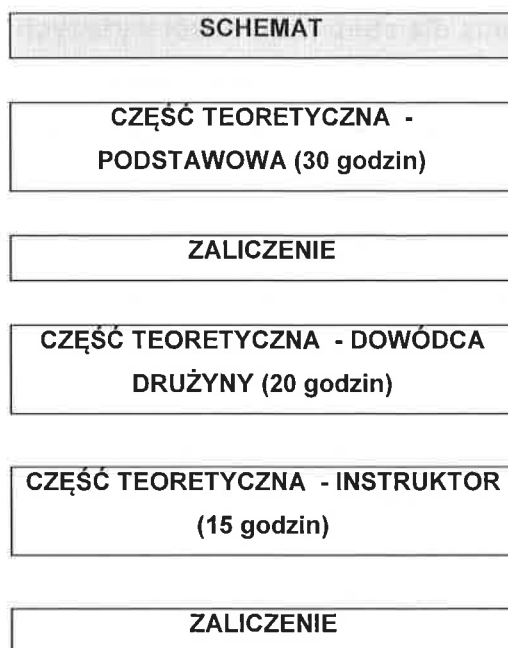 SCHEMAT
CZĘŚĆ TEORETYCZNA -
PODSTAWOWA (30 godzin)
ZALICZENIE
CZĘŚĆ TEORETYCZNA - DOWÓDCA
DRUŻYNY (20 godzin)
CZĘŚĆ TEORETYCZNA - INSTRUKTOR
(15 godzin)
ZALICZENIE